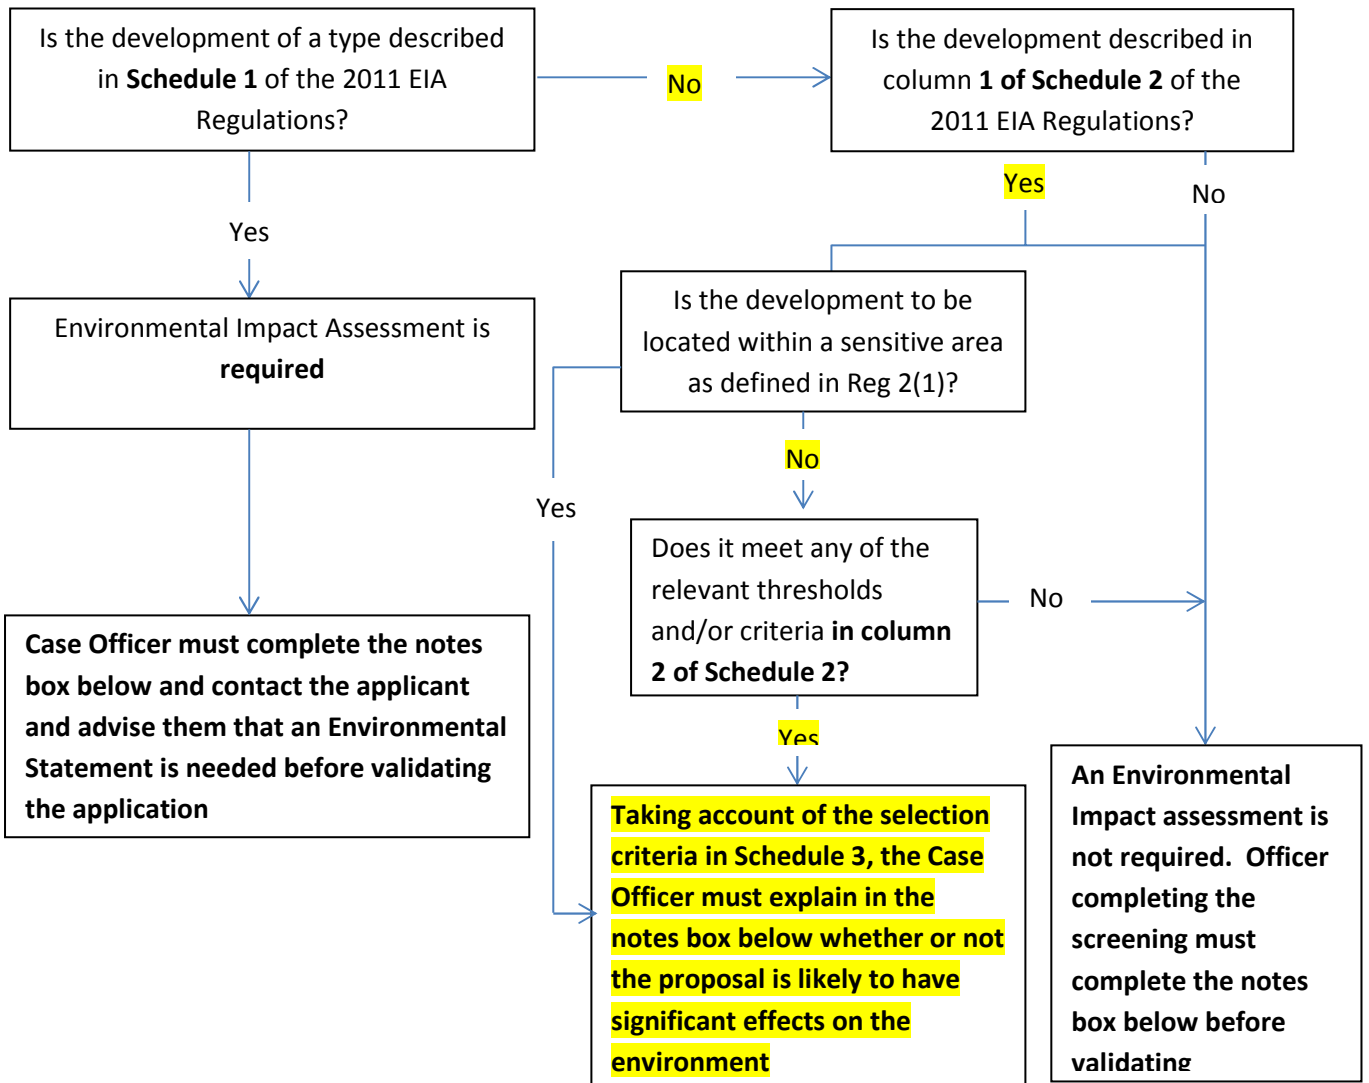 Is the development of a type described
in Schedule 1 of the 2011 EIA
Regulations?
No
Is the development described in
column 1 of Schedule 2 of the
2011 EIA Regulations?
Yes
Yes
No
Environmental Impact Assessment is
required
Is the development to be
located within a sensitive area
as defined in Reg 2(1)?
No
Yes
Does it meet any of the
relevant thresholds
and/or criteria in column
2 of Schedule 2?
No
Case Officer must complete the notes
box below and contact the applicant
and advise them that an Environmental
Statement is needed before validating
the application
Yes
Taking account of the selection
criteria in Schedule 3, the Case
Officer must explain in the
notes box below whether or not
the proposal is likely to have
significant effects on the
environment
An Environmental
Impact assessment is
not required.  Officer
completing the
screening must
complete the notes
box below before
validating